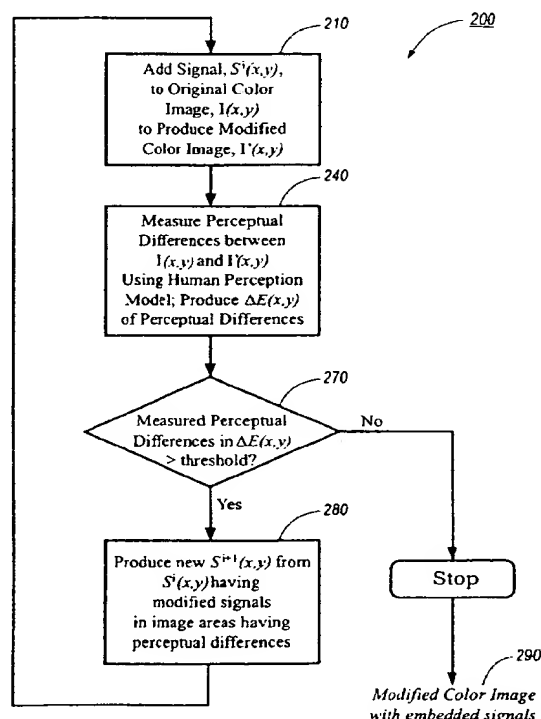 210
200
Add Signal, Sⁱ(x,y),
to Original Color
Image, I(x,y)
to Produce Modified
Color Image, I'(x,y)
240
Measure Perceptual
Differences between
I(x,y) and I'(x,y)
Using Human Perception
Model; Produce ΔE(x,y)
of Perceptual Differences
270
Measured Perceptual
Differences in ΔE(x,y)
> threshold?
No
Yes
280
Produce new Sⁱ⁺¹(x,y) from
Sⁱ(x,y) having
modified signals
in image areas having
perceptual differences
Stop
290
Modified Color Image
with embedded signals